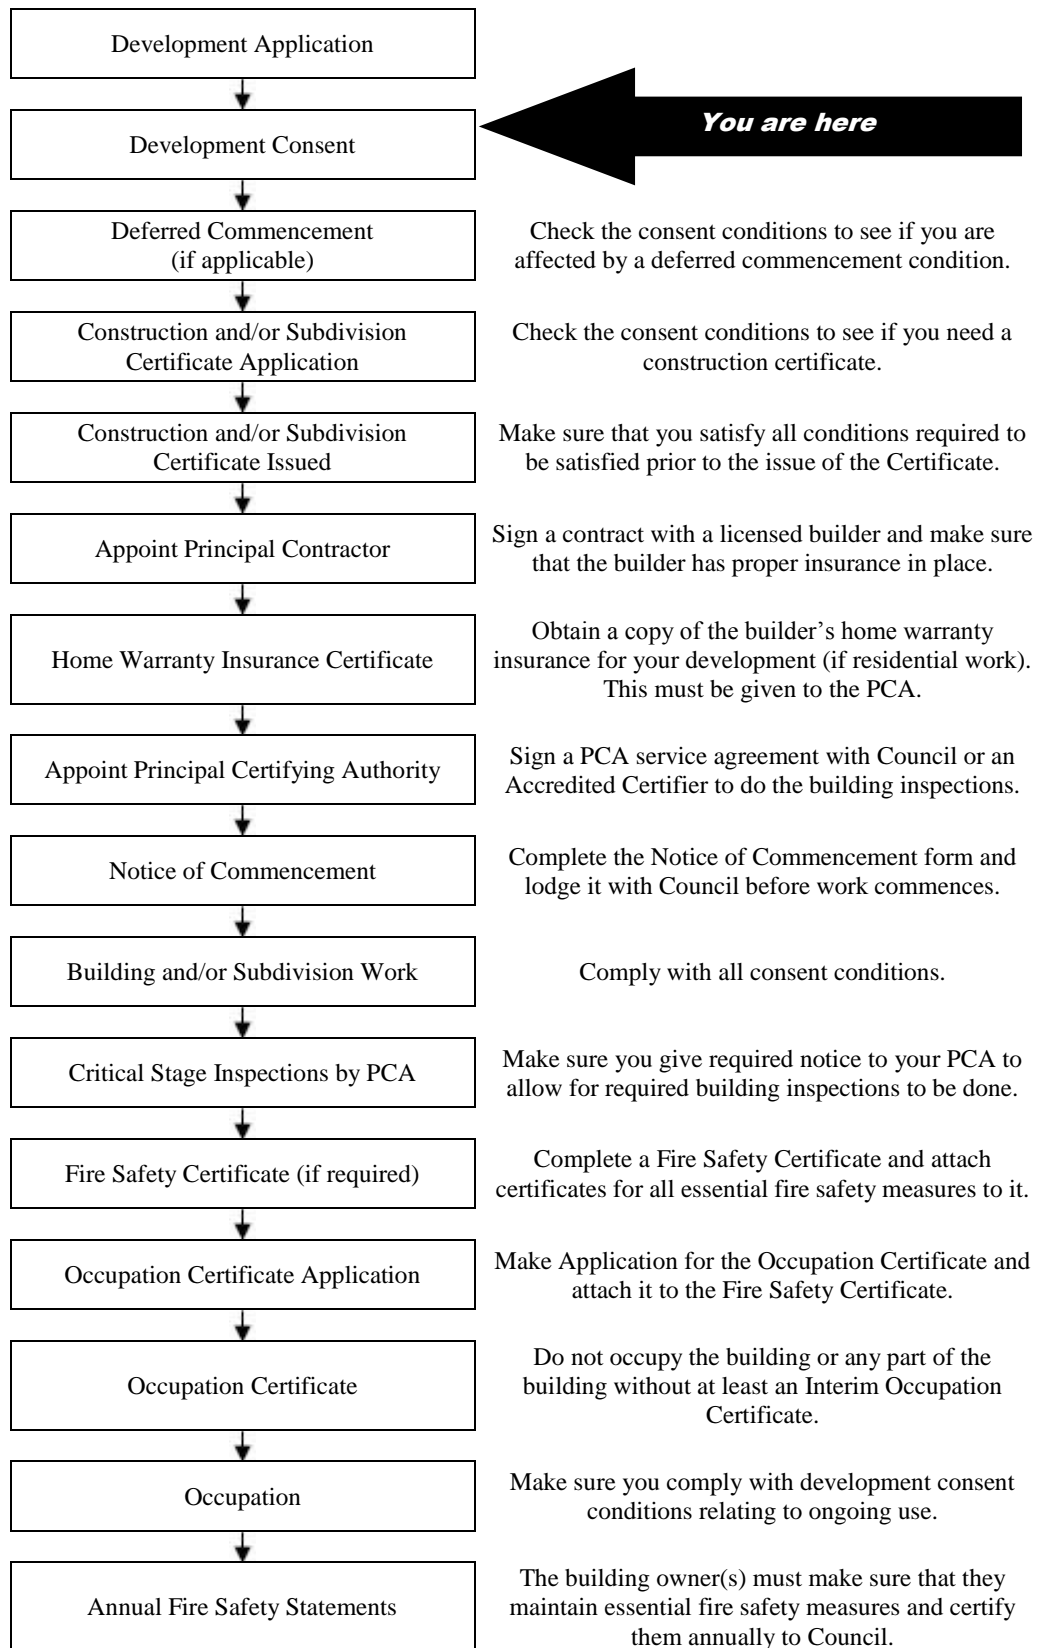 Development Application
You are here
Development Consent
Deferred Commencement
(if applicable)
Check the consent conditions to see if you are
affected by a deferred commencement condition.
Construction and/or Subdivision
Certificate Application
Check the consent conditions to see if you need a
construction certificate.
Construction and/or Subdivision
Certificate Issued
Make sure that you satisfy all conditions required to
be satisfied prior to the issue of the Certificate.
Appoint Principal Contractor
Sign a contract with a licensed builder and make sure
that the builder has proper insurance in place.
Home Warranty Insurance Certificate
Obtain a copy of the builder’s home warranty
insurance for your development (if residential work).
This must be given to the PCA.
Appoint Principal Certifying Authority
Sign a PCA service agreement with Council or an
Accredited Certifier to do the building inspections.
Notice of Commencement
Complete the Notice of Commencement form and
lodge it with Council before work commences.
Building and/or Subdivision Work
Comply with all consent conditions.
Critical Stage Inspections by PCA
Make sure you give required notice to your PCA to
allow for required building inspections to be done.
Fire Safety Certificate (if required)
Complete a Fire Safety Certificate and attach
certificates for all essential fire safety measures to it.
Occupation Certificate Application
Make Application for the Occupation Certificate and
attach it to the Fire Safety Certificate.
Occupation Certificate
Do not occupy the building or any part of the
building without at least an Interim Occupation
Certificate.
Occupation
Make sure you comply with development consent
conditions relating to ongoing use.
Annual Fire Safety Statements
The building owner(s) must make sure that they
maintain essential fire safety measures and certify
them annually to Council.